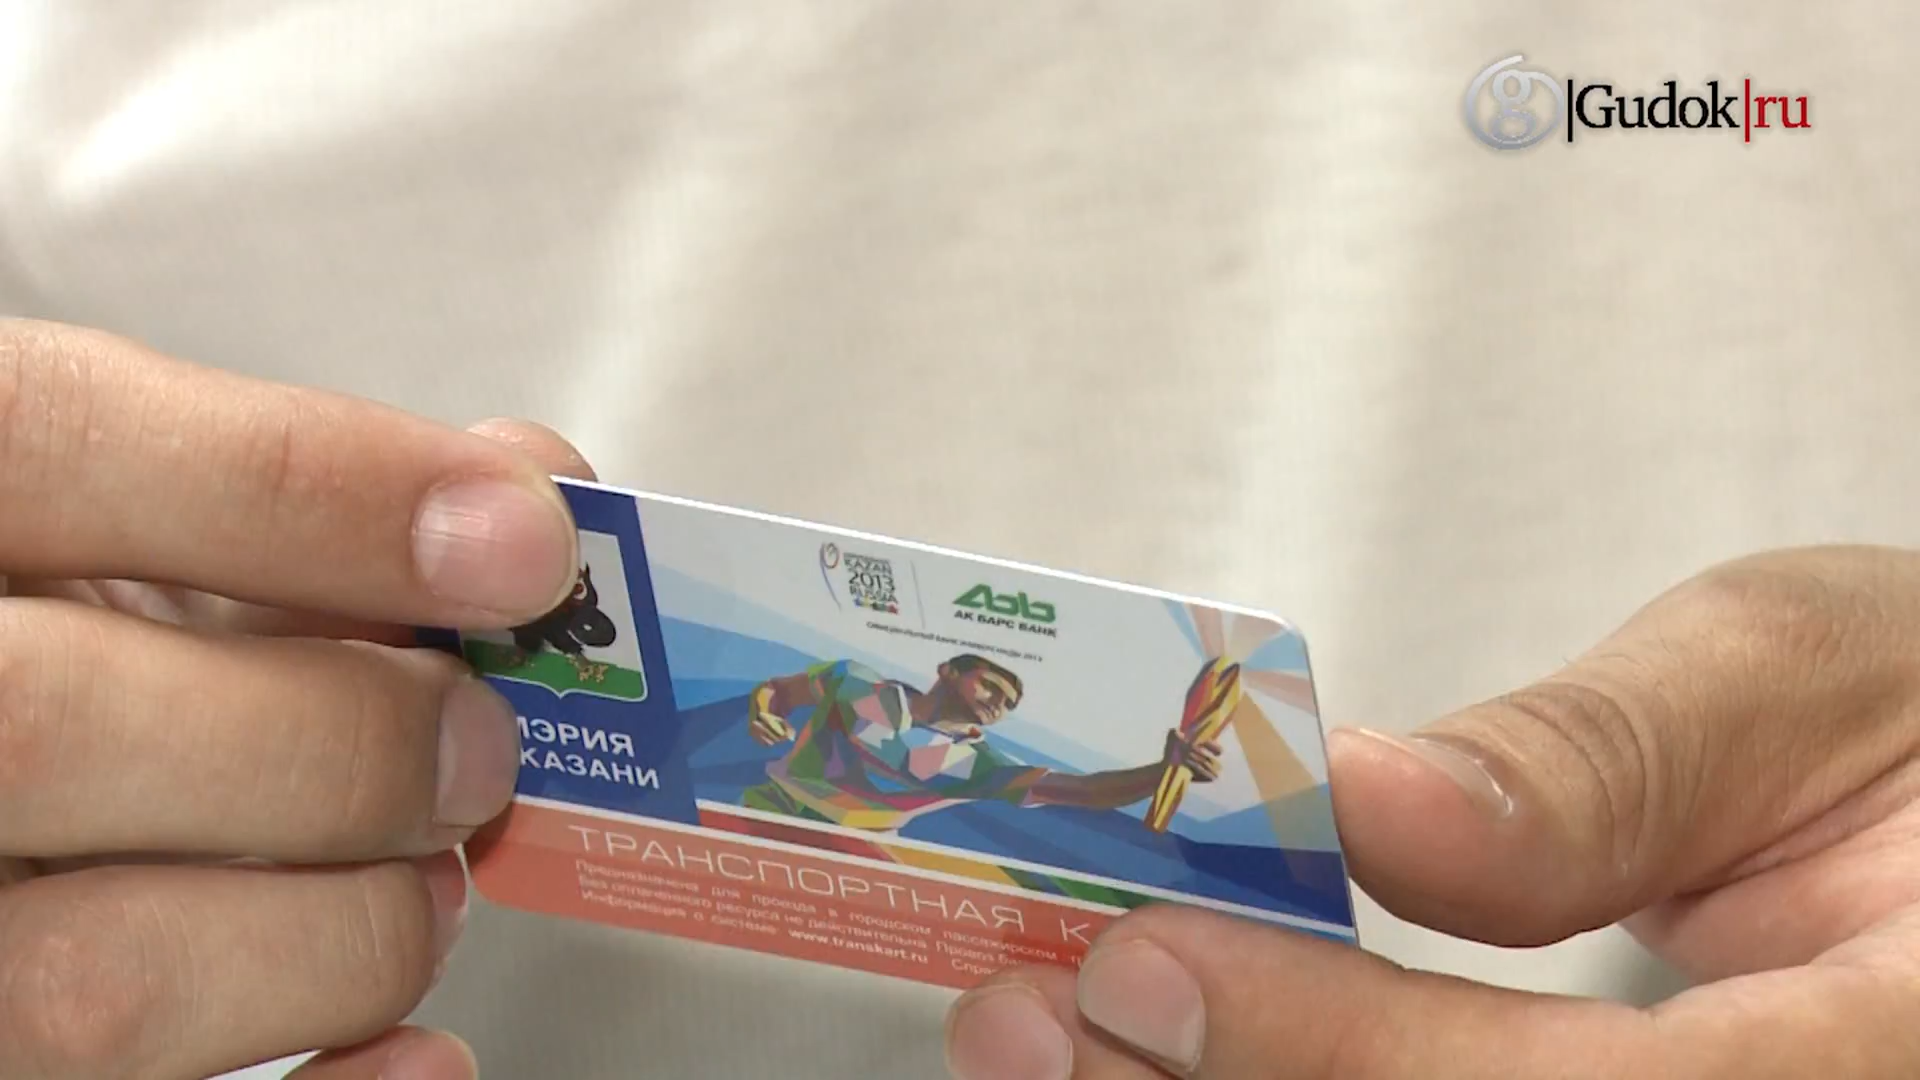 |Gudok|ru
KAZAN
2013
RUSSIA
АК БАРС БАНК
МЭРИЯ
КАЗАНИ
ТРАНСПОРТНАЯ К
Предназначена для проезда в городском пассажирском
без оплаченного ресурса не действительна Провоз
Информация о системе: www.transkart.ru